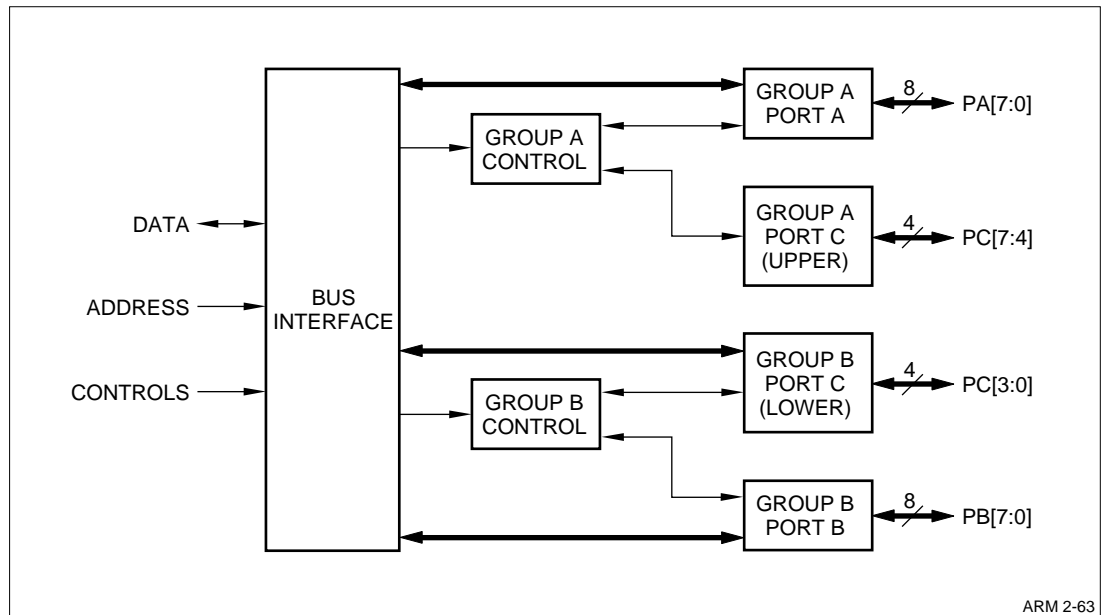 GROUP A
PORT A
8
PA[7:0]
GROUP A
CONTROL
GROUP A
PORT C
(UPPER)
4
PC[7:4]
DATA
ADDRESS
CONTROLS
BUS
INTERFACE
GROUP B
PORT C
(LOWER)
4
PC[3:0]
GROUP B
CONTROL
GROUP B
PORT B
8
PB[7:0]
ARM 2-63